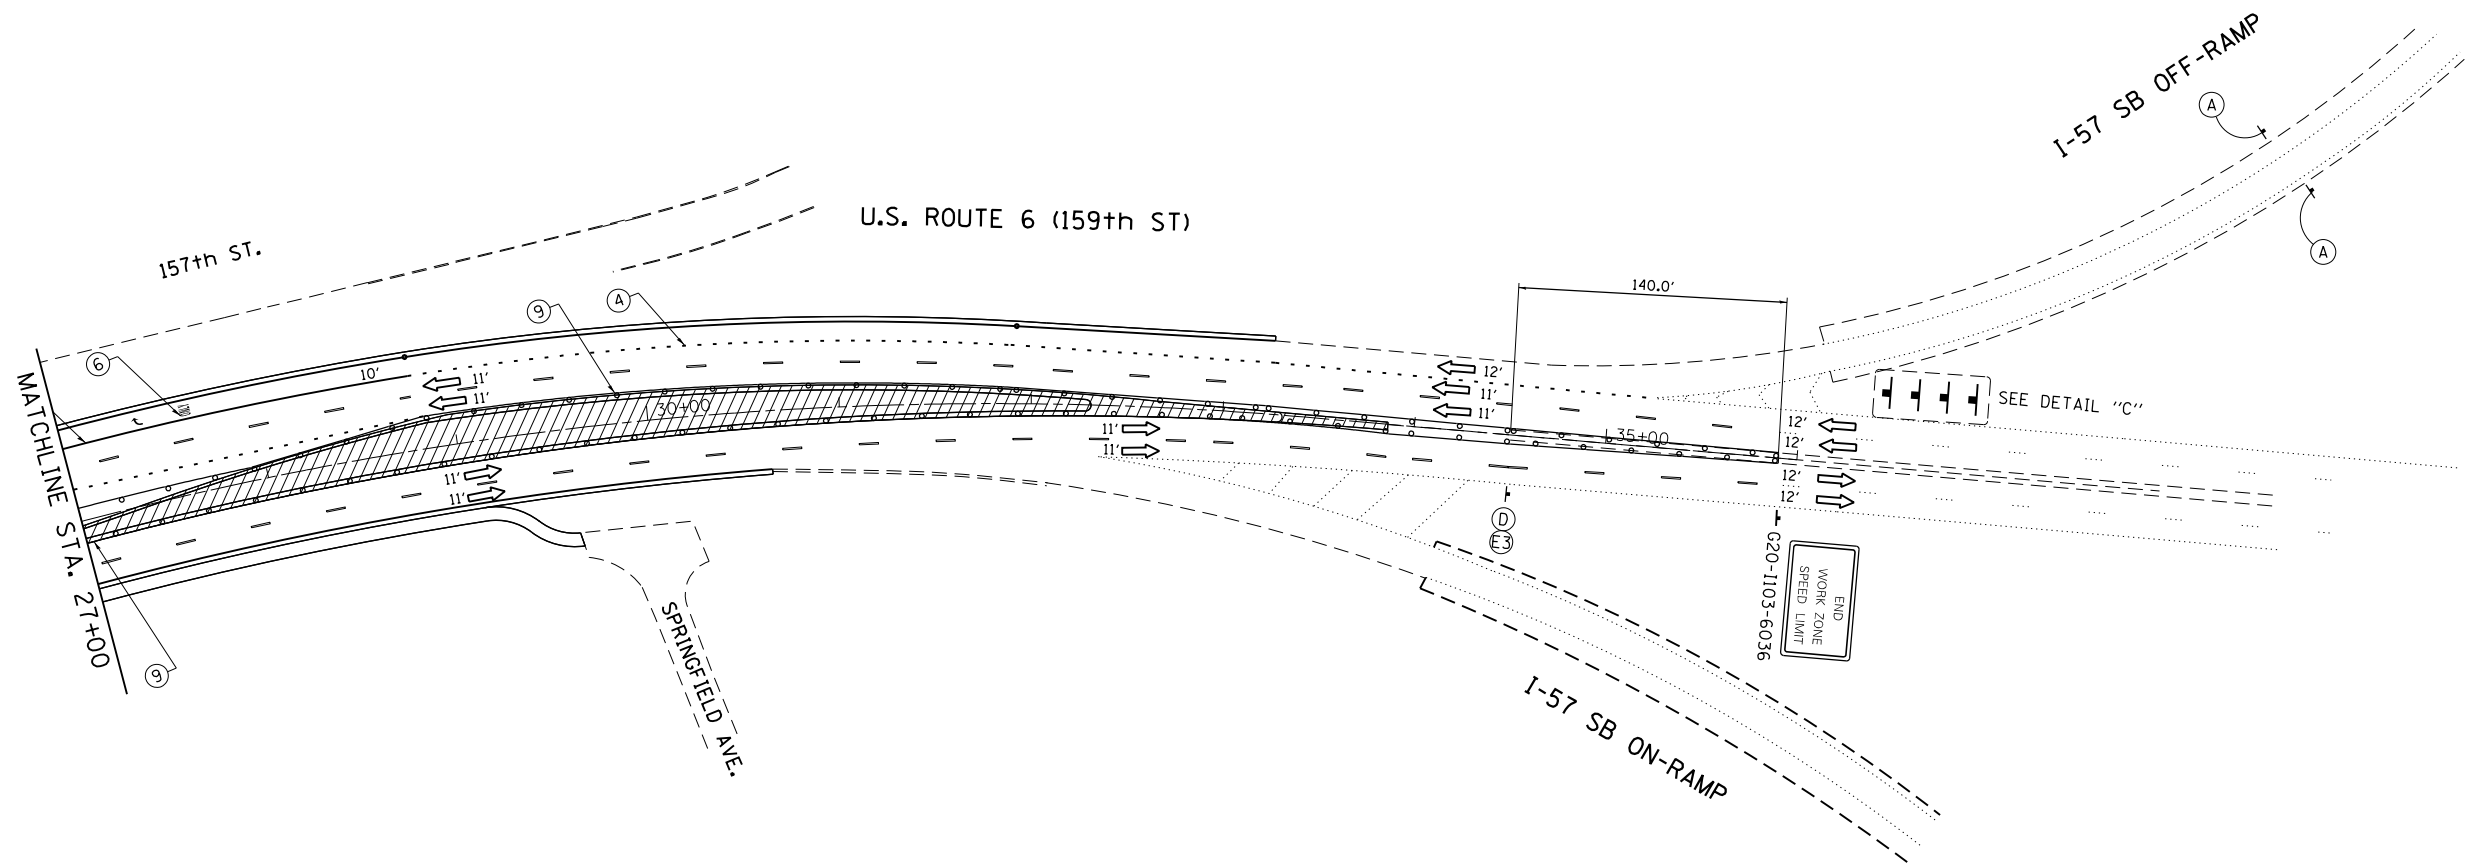 I-57 SB OFF-RAMP
A
A
U.S. ROUTE 6 (159th ST)
157th ST.
140.0'
9
4
6
10'
11'
11'
12'
11'
11'
MATCHLINE STA. 27+00
30+00
35+00
SEE DETAIL "C"
12'
12'
12'
12'
11'
11'
11'
11'
D
E3
G20-I103-6036
END
WORK ZONE
SPEED LIMIT
9
SPRINGFIELD AVE.
I-57 SB ON-RAMP